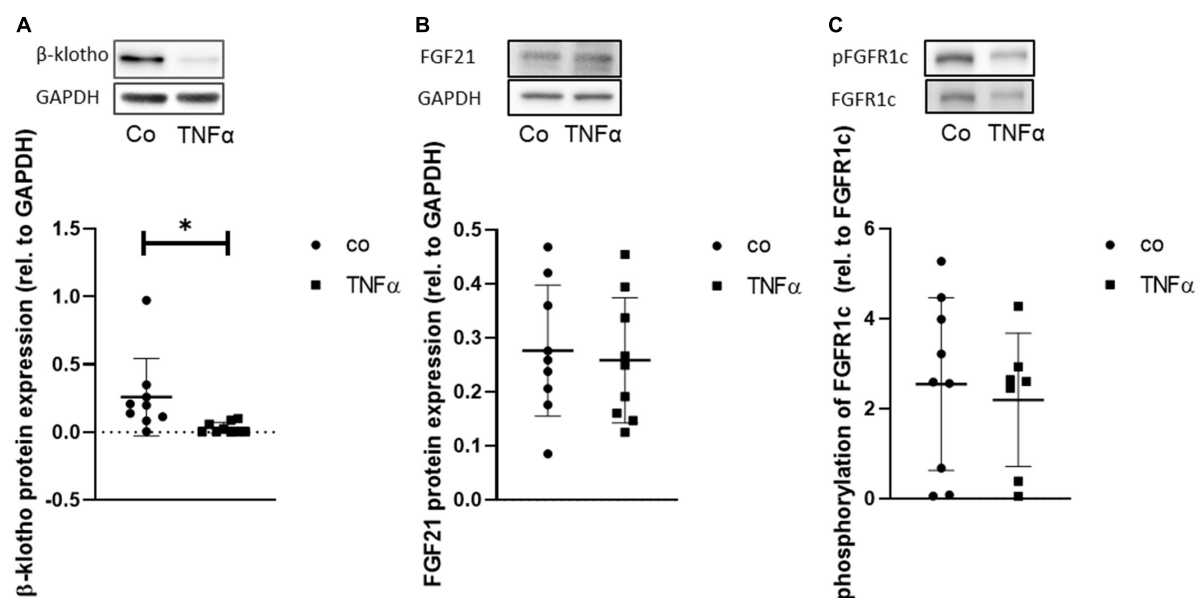 A
β-klotho
GAPDH
Co TNFα
β-klotho protein expression (rel. to GAPDH)
1.5
1.0
0.5
0.0
-0.5
*
co
TNFα
B
FGF21
GAPDH
Co TNFα
FGF21 protein expression (rel. to GAPDH)
0.5
0.4
0.3
0.2
0.1
0.0
co
TNFα
C
pFGFR1c
FGFR1c
Co TNFα
phosphorylation of FGFR1c (rel. to FGFR1c)
6
4
2
0
co
TNFα